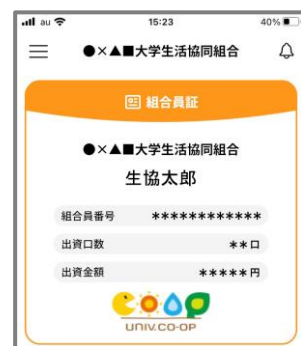 au 15:23 40%
●×▲■大学生活協同組合
組合員証
●×▲■大学生活協同組合
生協太郎
組合員番号 ************
出資口数 **口
出資金額 *****円
UNIV.CO-OP